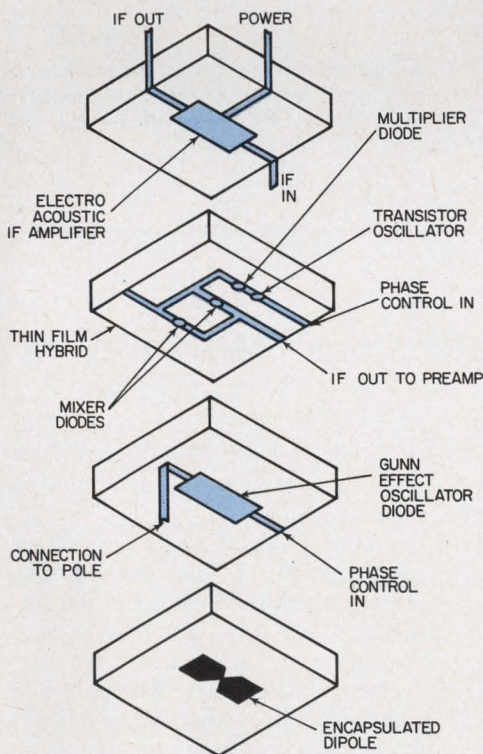 IF OUT
POWER
MULTIPLIER
DIODE
IF
IN
ELECTRO
ACOUSTIC
IF AMPLIFIER
TRANSISTOR
OSCILLATOR
PHASE
CONTROL IN
THIN FILM
HYBRID
IF OUT TO PREAMP
MIXER
DIODES
GUNN
EFFECT
OSCILLATOR
DIODE
CONNECTION
TO POLE
PHASE
CONTROL
IN
ENCAPSULATED
DIPOLE